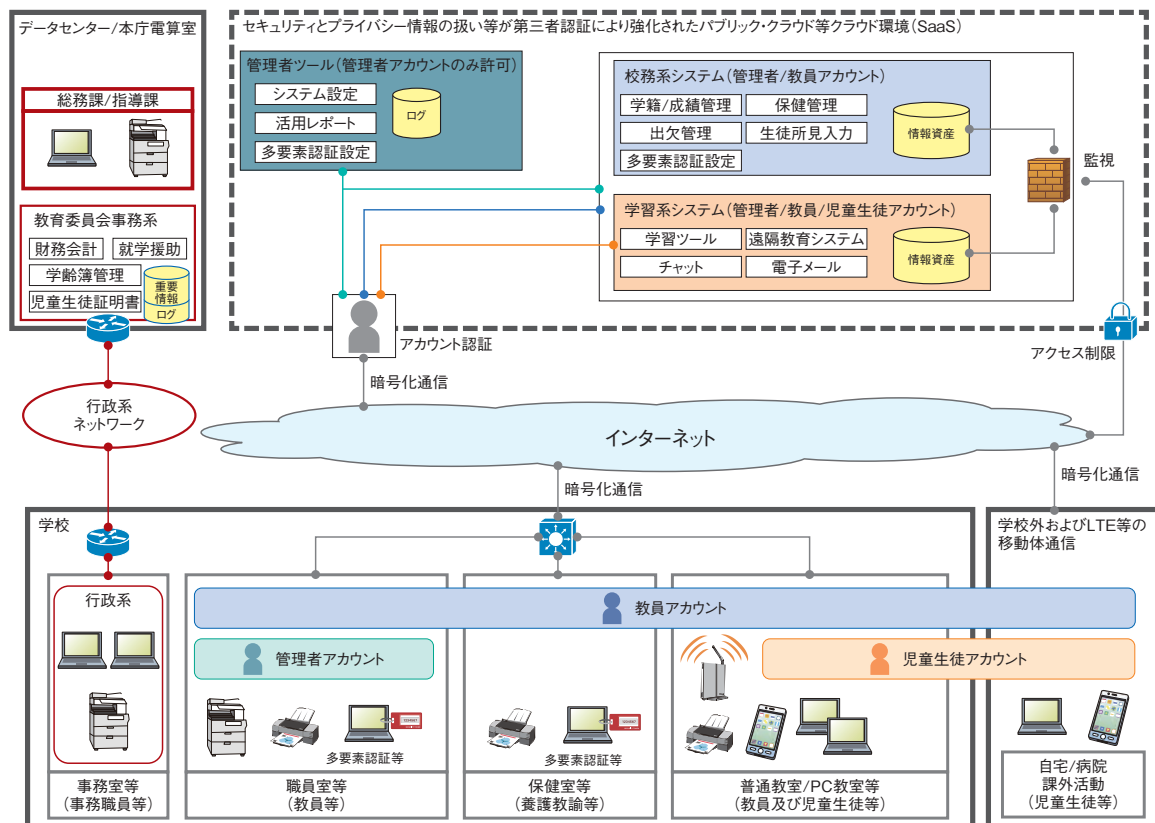 データセンター/本庁電算室
総務課/指導課
教育委員会事務系
財務会計
就学援助
学齢簿管理
児童生徒証明書
重要
情報
ログ
行政系
ネットワーク
セキュリティとプライバシー情報の扱い等が第三者認証により強化されたパブリック・クラウド等クラウド環境(SaaS)
管理者ツール(管理者アカウントのみ許可)
システム設定
活用レポート
多要素認証設定
ログ
校務系システム(管理者/教員アカウント)
学籍/成績管理
保健管理
出欠管理
生徒所見入力
多要素認証設定
情報資産
学習系システム(管理者/教員/児童生徒アカウント)
学習ツール
遠隔教育システム
チャット
電子メール
情報資産
監視
アカウント認証
アクセス制限
暗号化通信
インターネット
暗号化通信
暗号化通信
学校
学校外およびLTE等の
移動体通信
行政系
教員アカウント
管理者アカウント
児童生徒アカウント
多要素認証等
多要素認証等
事務室等
(事務職員等)
職員室等
(教員等)
保健室等
(養護教諭等)
普通教室/PC教室等
(教員及び児童生徒等)
自宅/病院
課外活動
(児童生徒等)